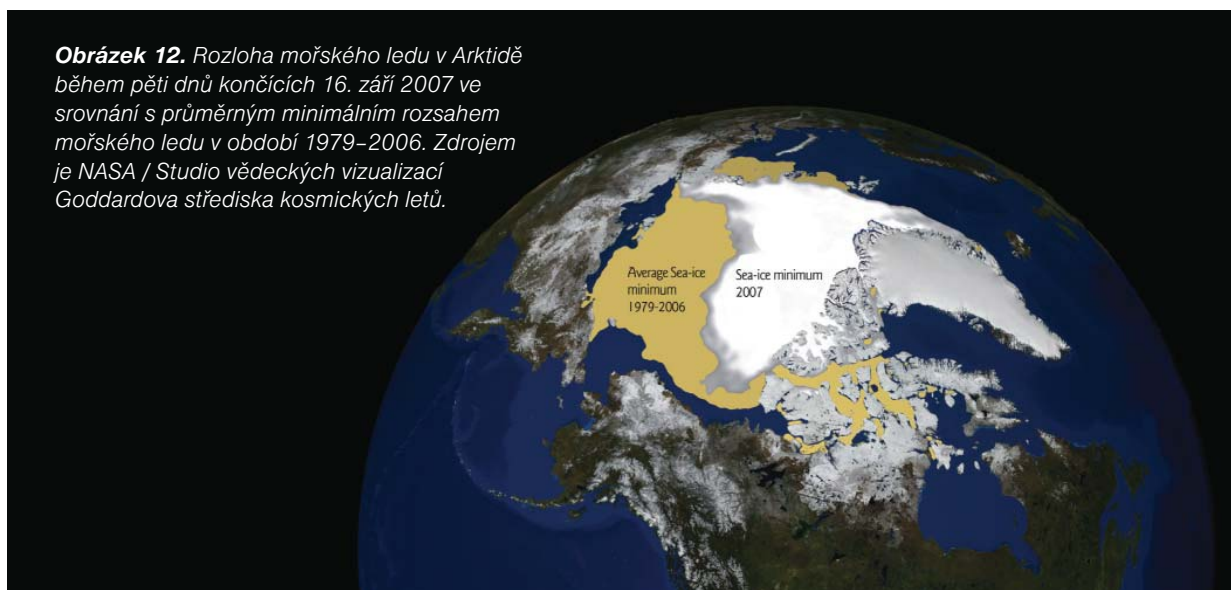 Obrázek 12. Rozloha mořského ledu v Arktidě
během pěti dnů končících 16. září 2007 ve
srovnání s průměrným minimálním rozsahem
mořského ledu v období 1979–2006. Zdrojem
je NASA / Studio vědeckých vizualizací
Goddardova střediska kosmických letů.
Average Sea-ice
minimum
1979-2006
Sea-ice minimum
2007